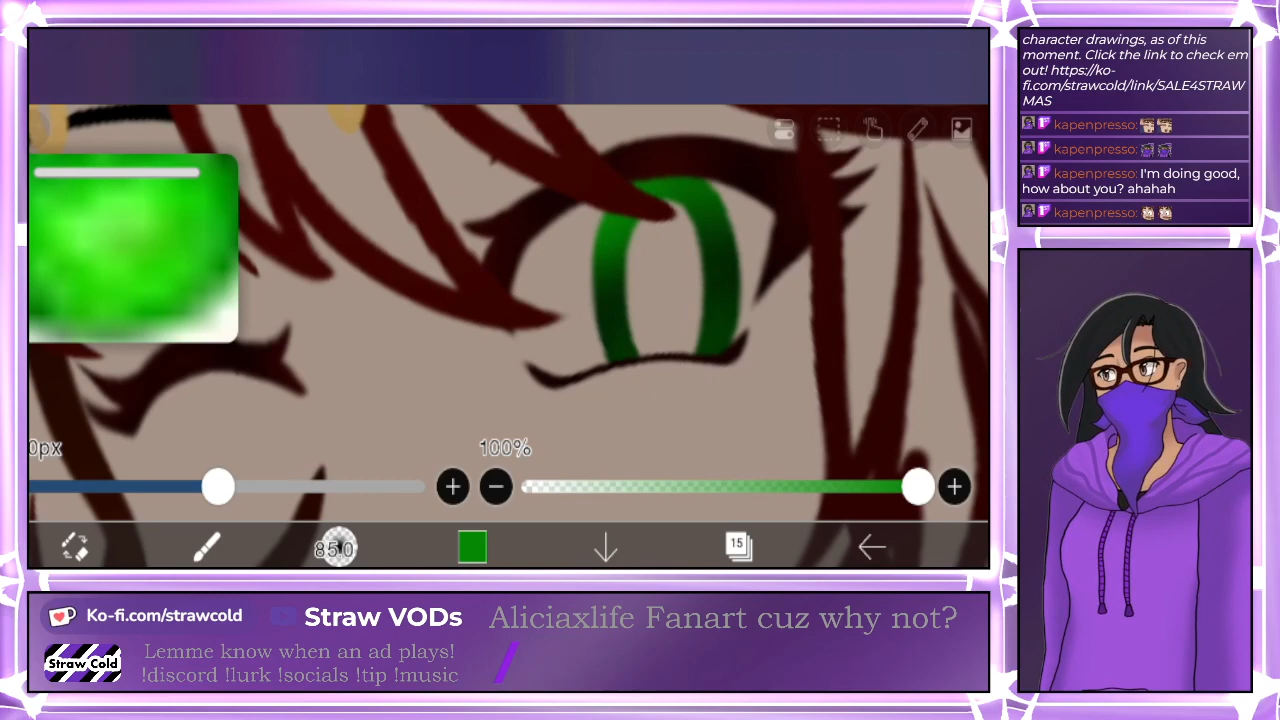 character drawings, as of this
moment. Click the link to check em
out! https://ko-
fi.com/strawcold/link/SALE4STRAW
MAS
kapenpresso:
kapenpresso:
kapenpresso: I'm doing good,
how about you? ahahah
kapenpresso:
0px
100%
85.0
15
Ko-fi.com/strawcold
Straw VODs
Aliciaxlife Fanart cuz why not?
Straw Cold
Lemme know when an ad plays!
!discord !lurk !socials !tip !music